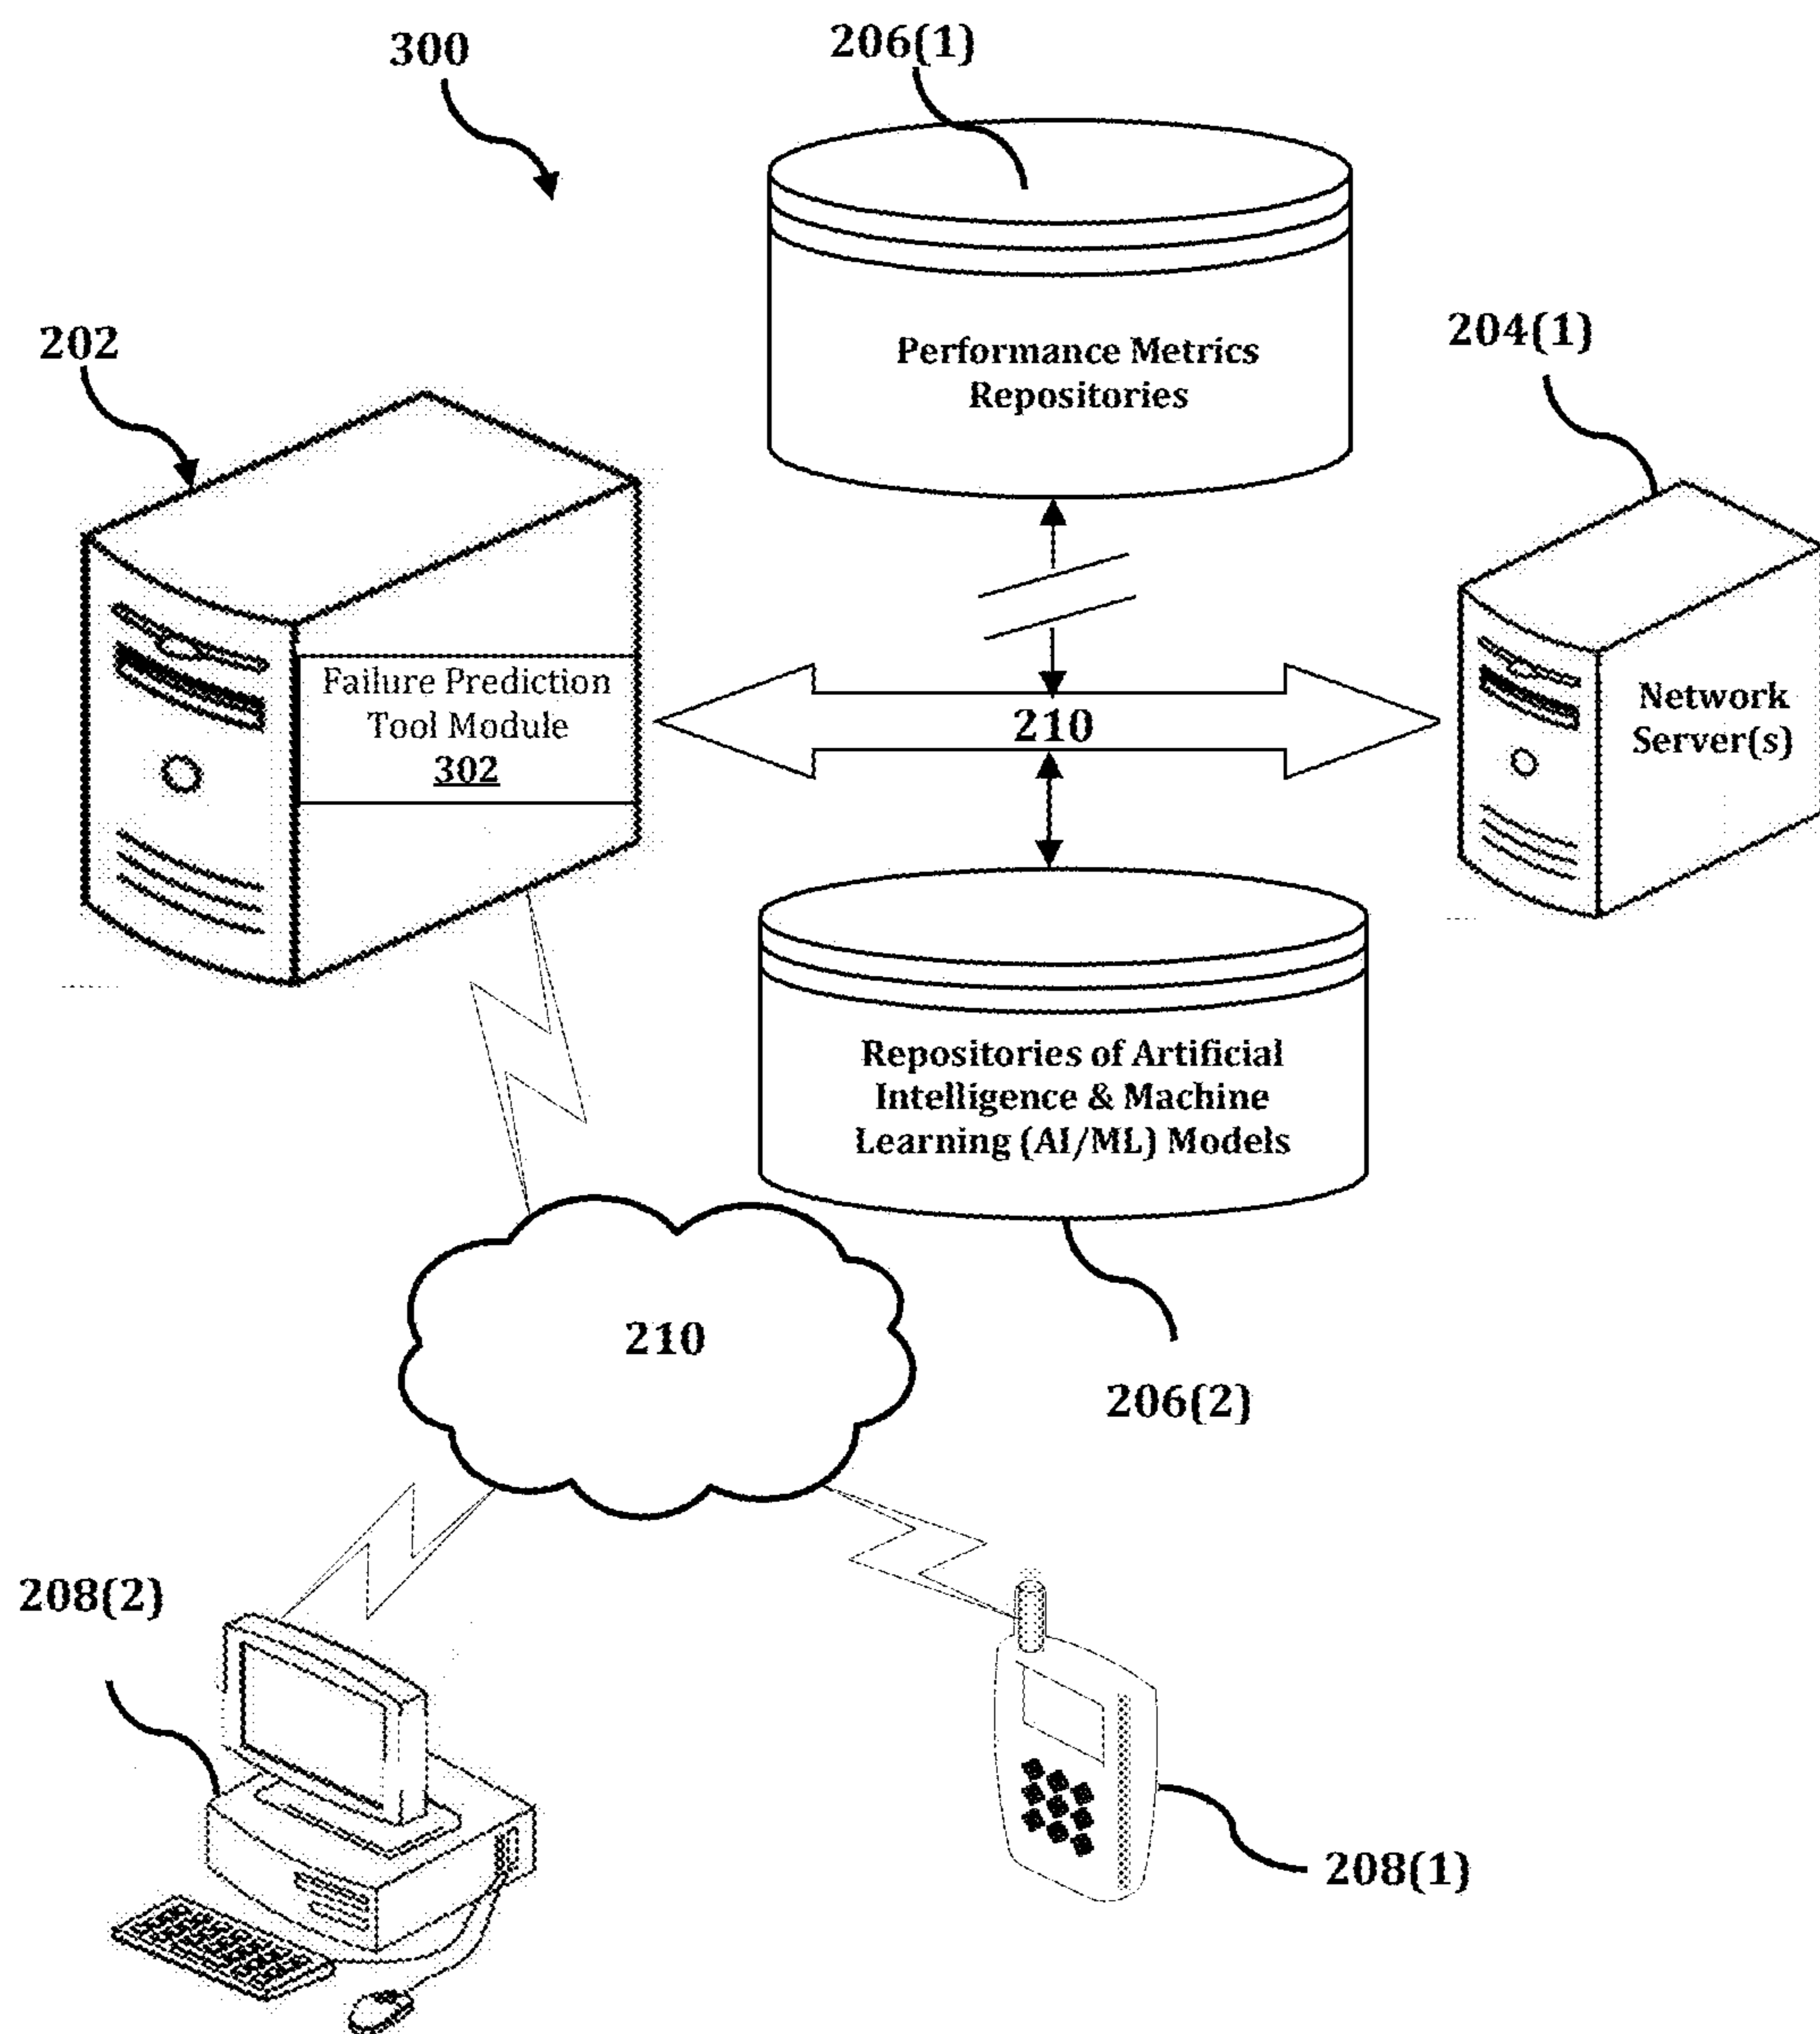 300
206(1)
Performance Metrics
Repositories
202
204(1)
Failure Prediction
Tool Module
302
210
Network
Server(s)
Repositories of Artificial
Intelligence & Machine
Learning (AI/ML) Models
210
206(2)
208(2)
208(1)